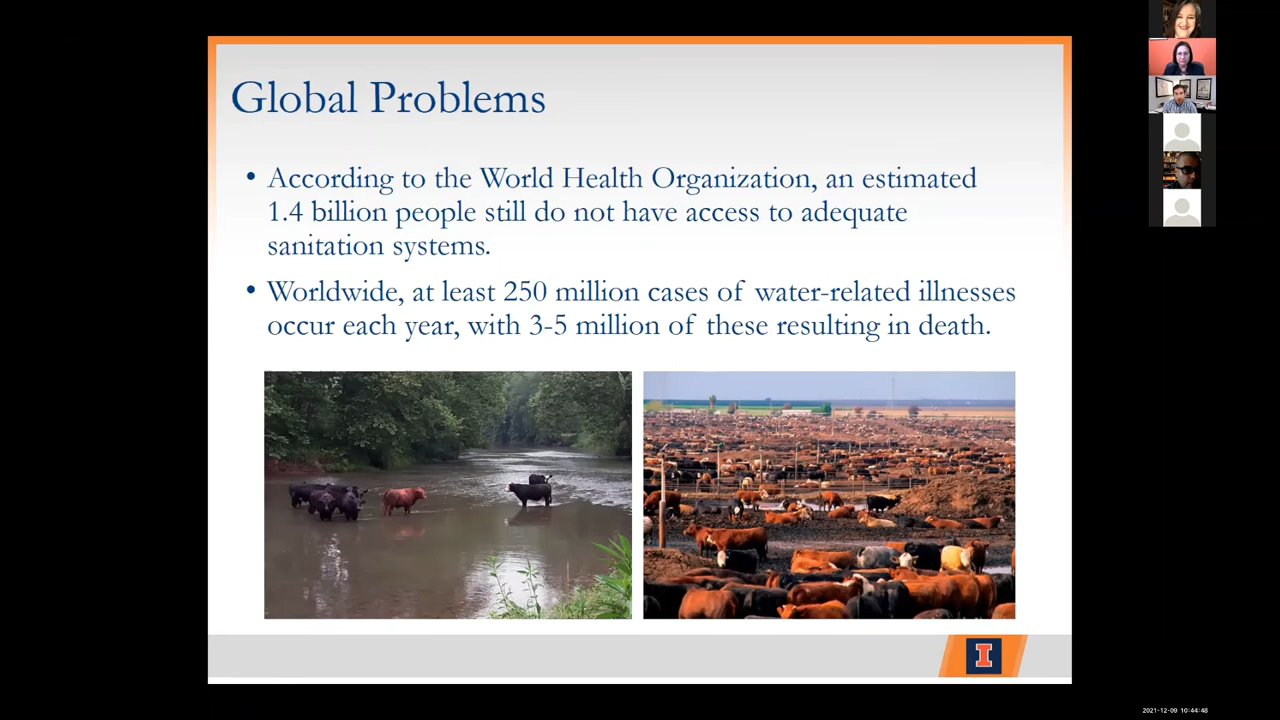 Global Problems
• According to the World Health Organization, an estimated
1.4 billion people still do not have access to adequate
sanitation systems.
• Worldwide, at least 250 million cases of water-related illnesses
occur each year, with 3-5 million of these resulting in death.
I
2021-12-09 10:44:48